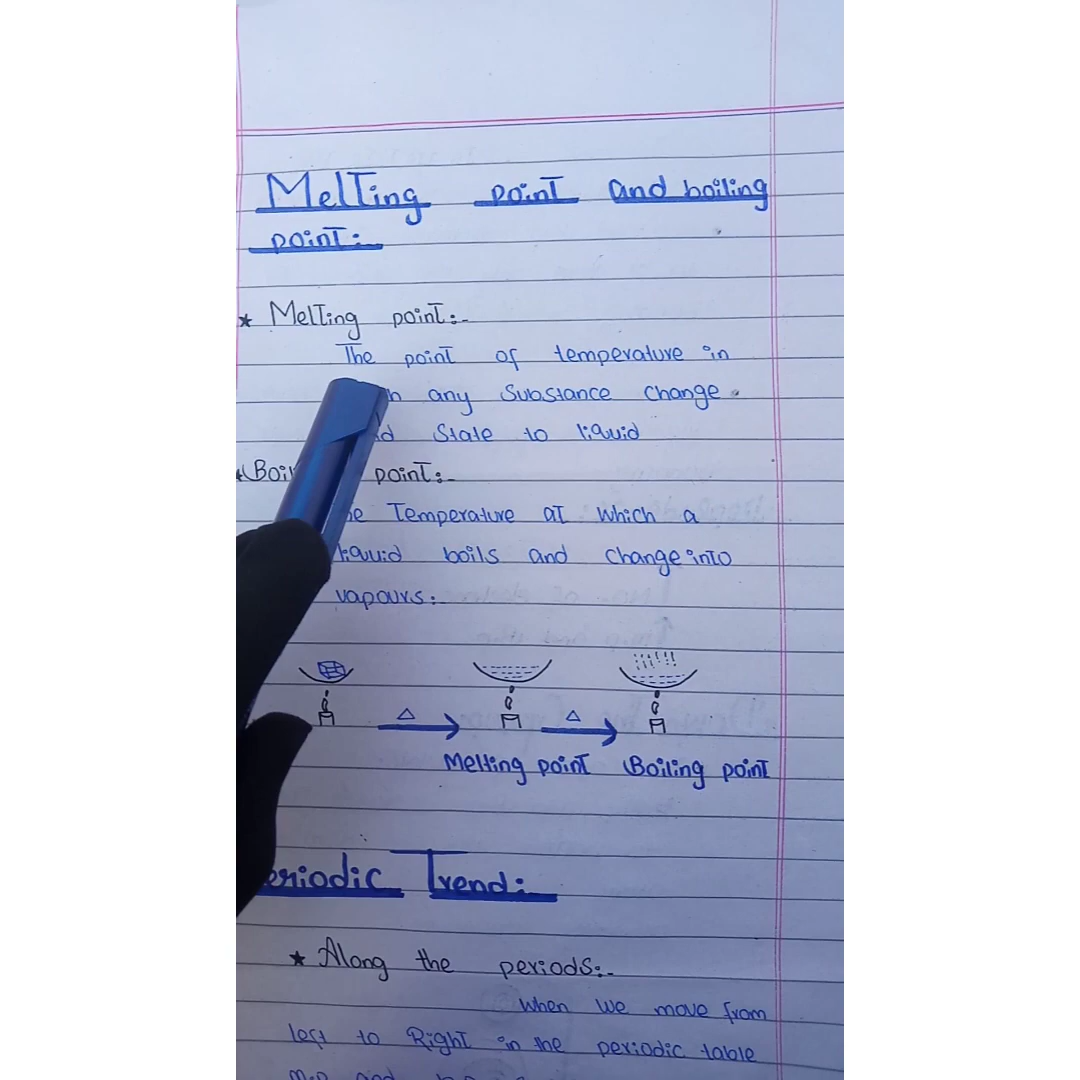 Melting point and boiling
point:
* Melting point:-
The point of temperature in
any Substance change
State to liquid
point:-
Temperature at which a
liquid boils and change into
vapours:-
△ △
Melting point Boiling point
Trend:-
* Along the periods:-
when we move from
left to Right in the periodic table